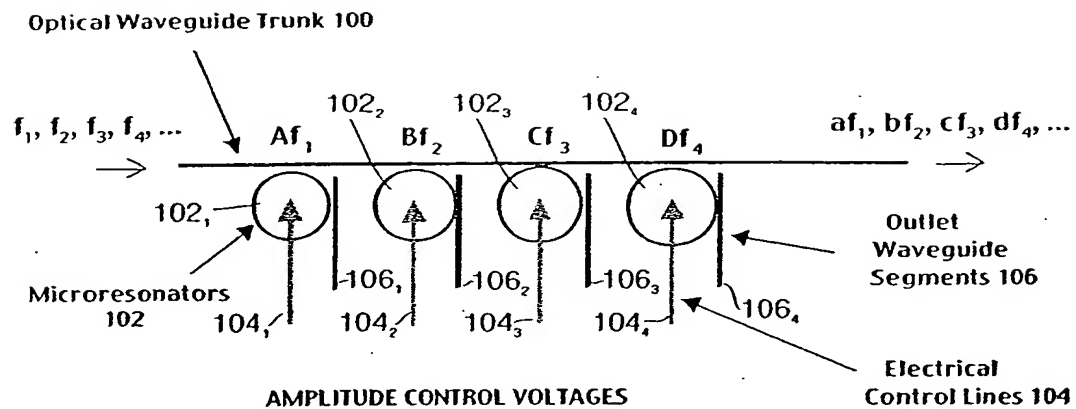 Optical Waveguide Trunk 100
f₁, f₂, f₃, f₄, ...
102₂
102₃
102₄
af₁, bf₂, cf₃, df₄, ...
Af₁
Bf₂
Cf₃
Df₄
102₁
Outlet
Waveguide
Segments 106
Microresonators
102
106₁
106₂
106₃
106₄
104₁
104₂
104₃
104₄
Electrical
Control Lines 104
AMPLITUDE CONTROL VOLTAGES